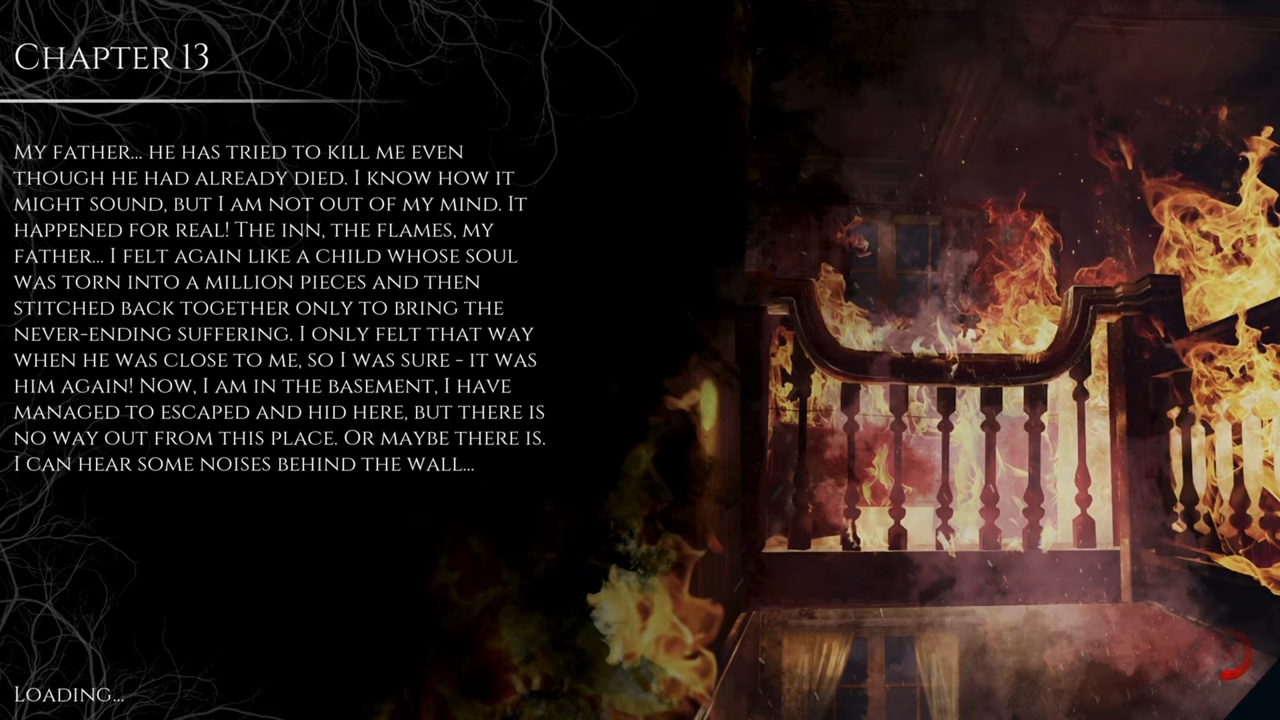 Chapter 13
My father... he has tried to kill me even
though he had already died. I know how it
might sound, but I am not out of my mind. It
happened for real! The inn, the flames, my
father... I felt again like a child whose soul
was torn into a million pieces and then
stitched back together only to bring the
never-ending suffering. I only felt that way
when he was close to me, so I was sure - it was
him again! Now, I am in the basement, I have
managed to escaped and hid here, but there is
no way out from this place. Or maybe there is.
I can hear some noises behind the wall...
Loading...